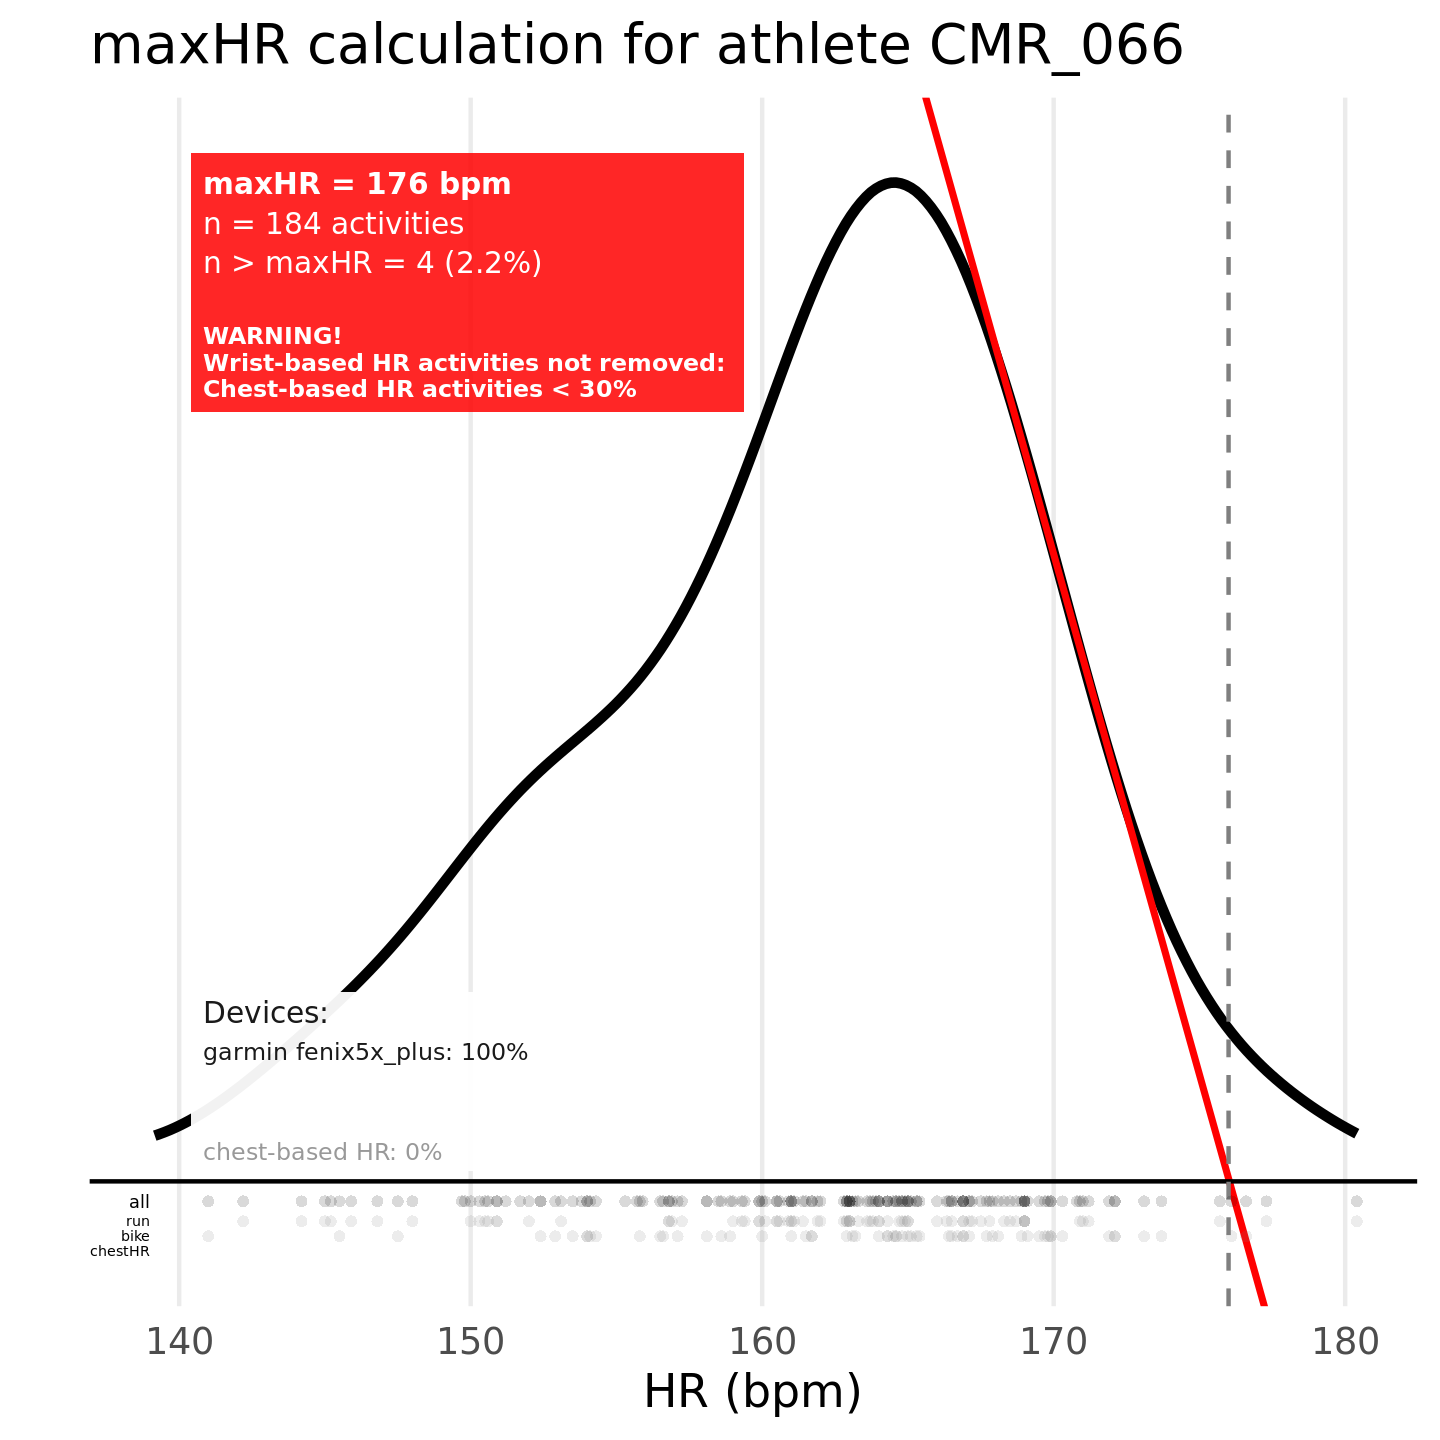 maxHR calculation for athlete CMR_066
maxHR = 176 bpm
n = 184 activities
n > maxHR = 4 (2.2%)
WARNING!
Wrist-based HR activities not removed:
Chest-based HR activities < 30%
Devices:
garmin fenix5x_plus: 100%
chest-based HR: 0%
all
run
bike
chestHR
140 150 160 170 180
HR (bpm)